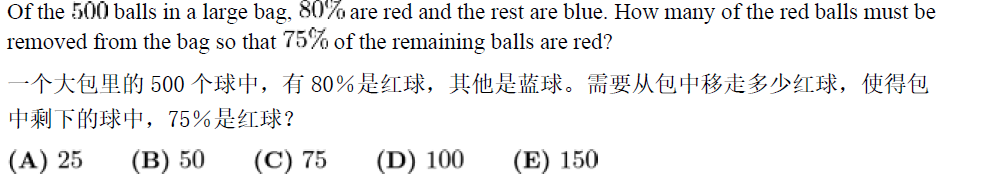 Of the 500 balls in a large bag, 80% are red and the rest are blue. How many of the red balls must be
removed from the bag so that 75% of the remaining balls are red?
一个大包里的 500 个球中，有 80%是红球，其他是蓝球。需要从包中移走多少红球，使得包
中剩下的球中，75%是红球？
(A) 25 (B) 50 (C) 75 (D) 100 (E) 150